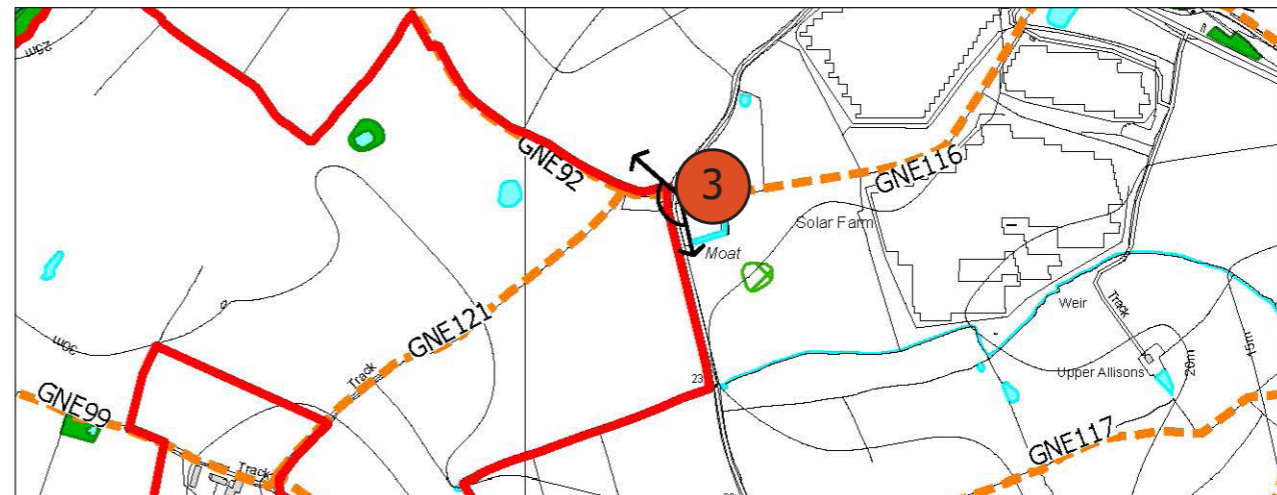 25m
GNE92
3
GNE116
Solar Farm
Moat
GNE121
30m
Weir
Track
15m
Track
23
Upper Allisons
20m
GNE99
GNE117
Track